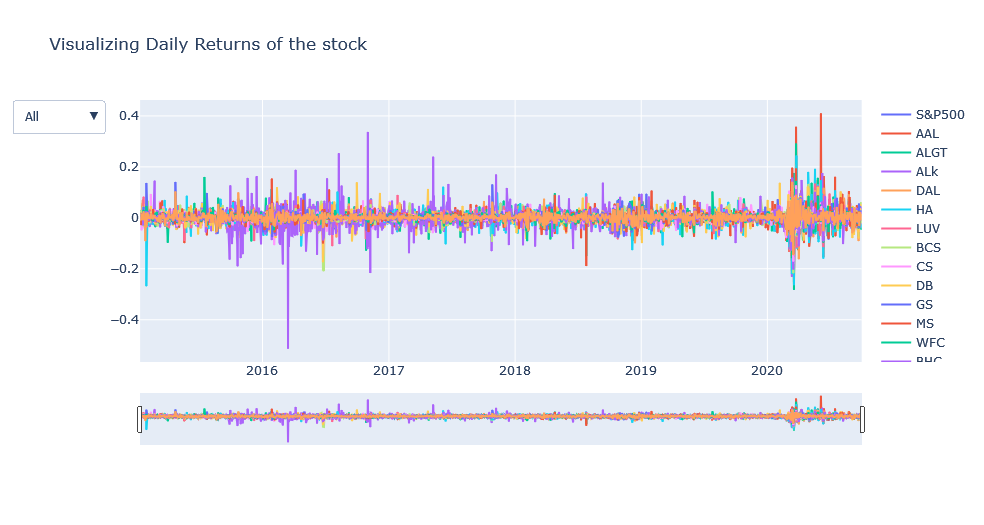 Visualizing Daily Returns of the stock
All ▼
0.4
0.2
0
−0.2
−0.4
2016 2017 2018 2019 2020
S&P500
AAL
ALGT
ALk
DAL
HA
LUV
BCS
CS
DB
GS
MS
WFC
BHC